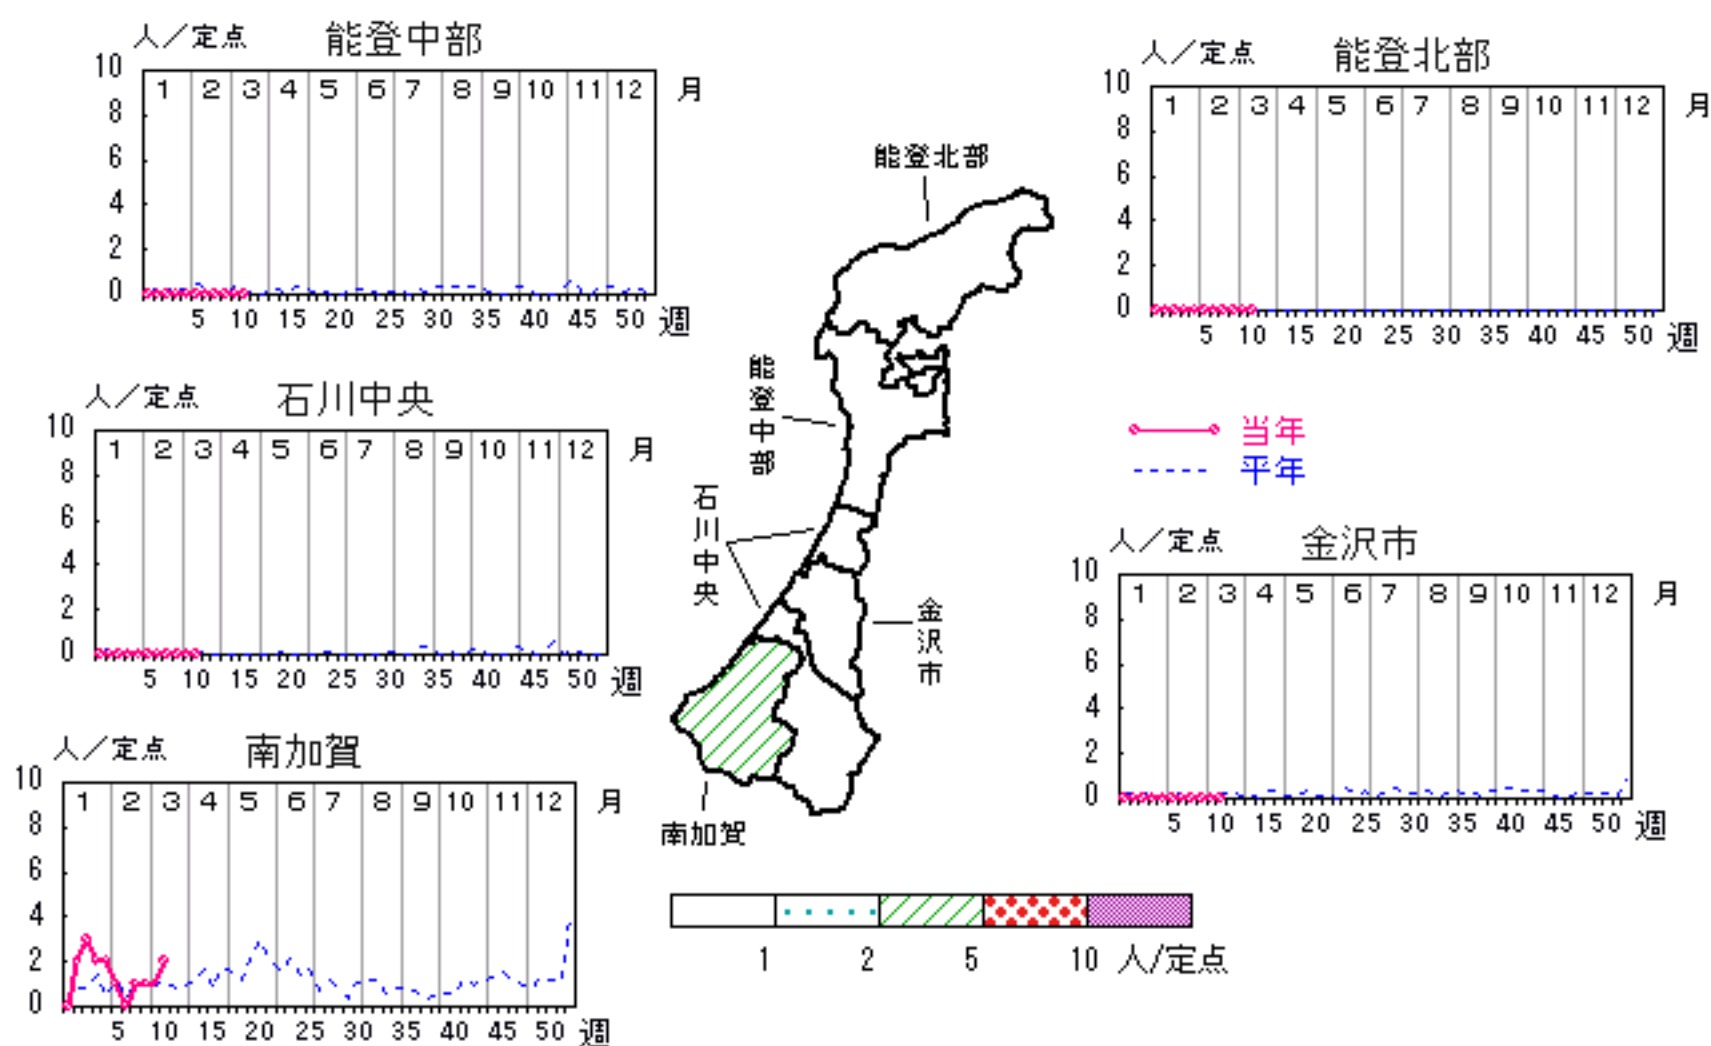 人／定点 能登中部
10 8 6 4 2 0
1 2 3 4 5 6 7 8 9 10 11 12 月
5 10 15 20 25 30 35 40 45 50 週
人／定点 能登北部
10 8 6 4 2 0
1 2 3 4 5 6 7 8 9 10 11 12 月
5 10 15 20 25 30 35 40 45 50 週
人／定点 石川中央
10 8 6 4 2 0
1 2 3 4 5 6 7 8 9 10 11 12 月
5 10 15 20 25 30 35 40 45 50 週
能登北部
能登中部
石川中央
金沢市
南加賀
当年
平年
人／定点 金沢市
10 8 6 4 2 0
1 2 3 4 5 6 7 8 9 10 11 12 月
5 10 15 20 25 30 35 40 45 50 週
人／定点 南加賀
10 8 6 4 2 0
1 2 3 4 5 6 7 8 9 10 11 12 月
5 10 15 20 25 30 35 40 45 50 週
1 2 5 10 人/定点